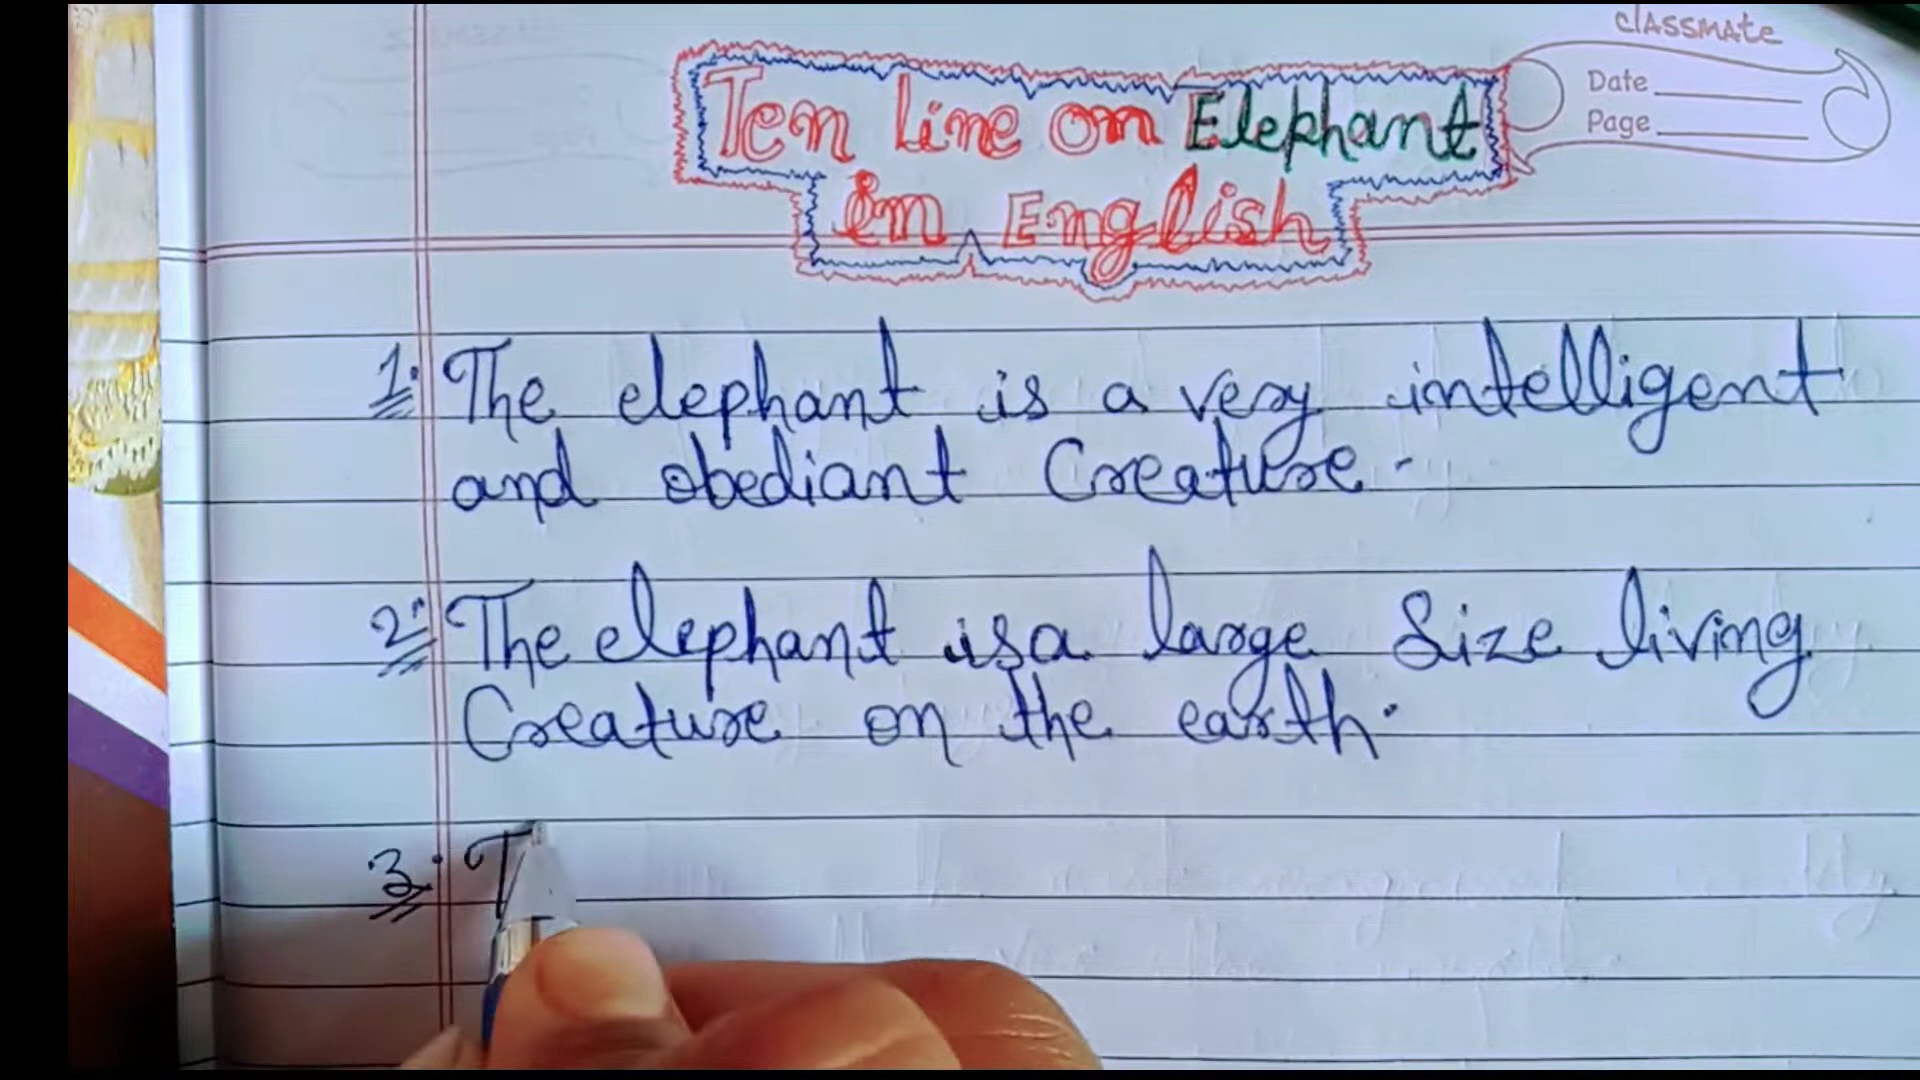 classmate
Date
Page
Ten line on Elephant
in English
1. The elephant is a very intelligent
and obediant Creature.
2. The elephant is a large Size living
Creature on the earth.
3. T